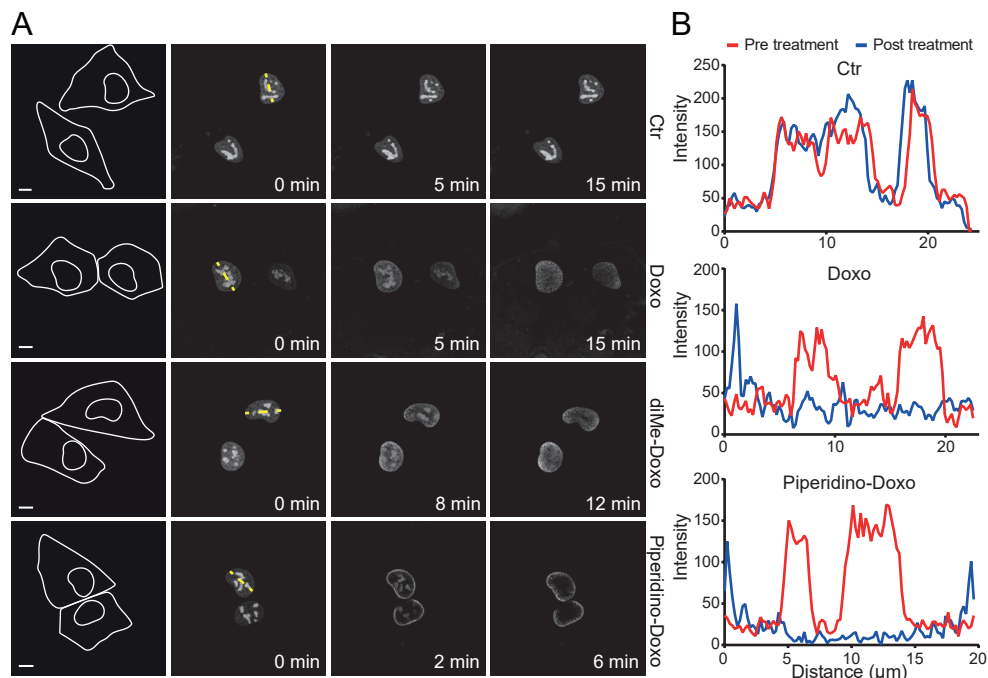 A
0 min
5 min
15 min
Ctr
0 min
5 min
15 min
Doxo
0 min
8 min
12 min
diMe-Doxo
0 min
2 min
6 min
Piperidino-Doxo
B
Pre treatment
Post treatment
Ctr
Intensity
250
200
150
100
50
0
0
10
20
Doxo
Intensity
200
150
100
50
0
0
10
20
Piperidino-Doxo
Intensity
200
150
100
50
0
0
5
10
15
20
Distance (μm)